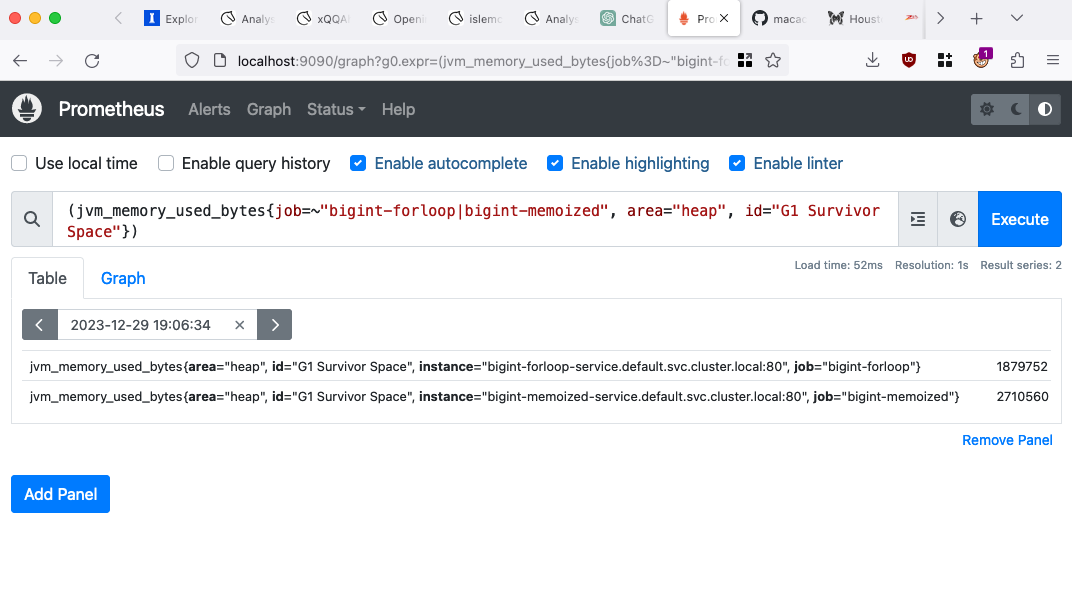 Explor Analys xQQAl Openi islemo Analys ChatG Pro macao Houst
localhost:9090/graph?g0.expr=(jvm_memory_used_bytes{job%3D~"bigint-fo
1
Prometheus Alerts Graph Status Help
Use local time Enable query history Enable autocomplete Enable highlighting Enable linter
(jvm_memory_used_bytes{job=~"bigint-forloop|bigint-memoized", area="heap", id="G1 Survivor
Space"})
Execute
Load time: 52ms Resolution: 1s Result series: 2
Table Graph
2023-12-29 19:06:34
jvm_memory_used_bytes{area="heap", id="G1 Survivor Space", instance="bigint-forloop-service.default.svc.cluster.local:80", job="bigint-forloop"} 1879752
jvm_memory_used_bytes{area="heap", id="G1 Survivor Space", instance="bigint-memoized-service.default.svc.cluster.local:80", job="bigint-memoized"} 2710560
Remove Panel
Add Panel